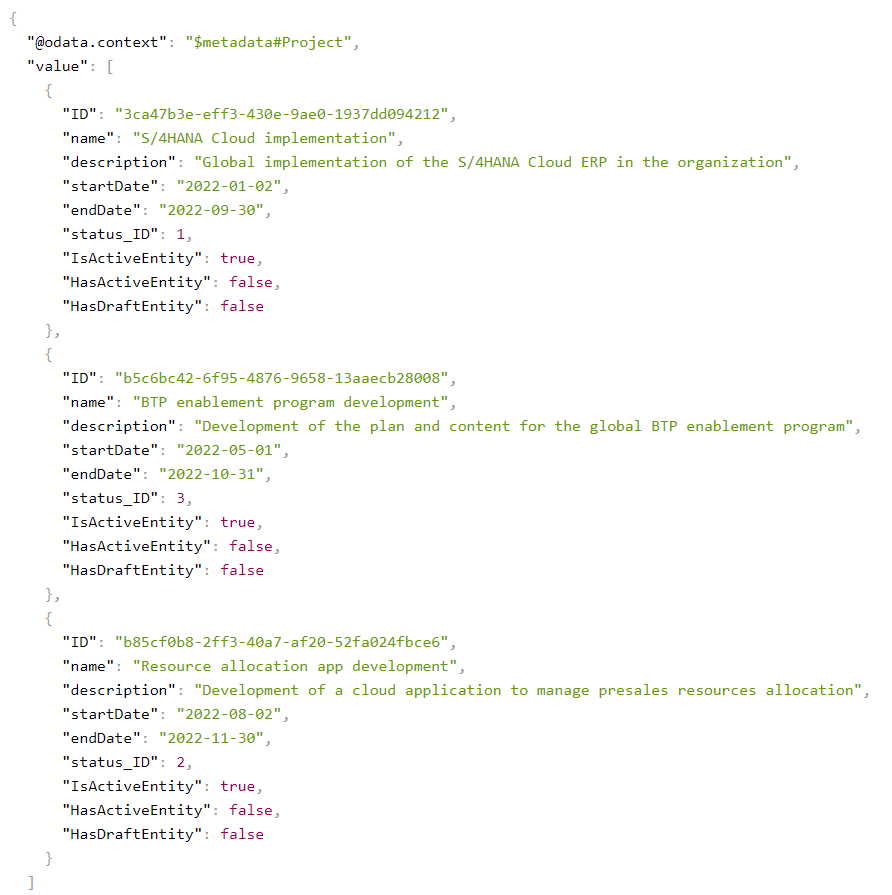 {
  "@odata.context": "$metadata#Project",
  "value": [
    {
      "ID": "3ca47b3e-eff3-430e-9ae0-1937dd094212",
      "name": "S/4HANA Cloud implementation",
      "description": "Global implementation of the S/4HANA Cloud ERP in the organization",
      "startDate": "2022-01-02",
      "endDate": "2022-09-30",
      "status_ID": 1,
      "IsActiveEntity": true,
      "HasActiveEntity": false,
      "HasDraftEntity": false
    },
    {
      "ID": "b5c6bc42-6f95-4876-9658-13aaecb28008",
      "name": "BTP enablement program development",
      "description": "Development of the plan and content for the global BTP enablement program",
      "startDate": "2022-05-01",
      "endDate": "2022-10-31",
      "status_ID": 3,
      "IsActiveEntity": true,
      "HasActiveEntity": false,
      "HasDraftEntity": false
    },
    {
      "ID": "b85cf0b8-2ff3-40a7-af20-52fa024fbce6",
      "name": "Resource allocation app development",
      "description": "Development of a cloud application to manage presales resources allocation",
      "startDate": "2022-08-02",
      "endDate": "2022-11-30",
      "status_ID": 2,
      "IsActiveEntity": true,
      "HasActiveEntity": false,
      "HasDraftEntity": false
    }
  ]